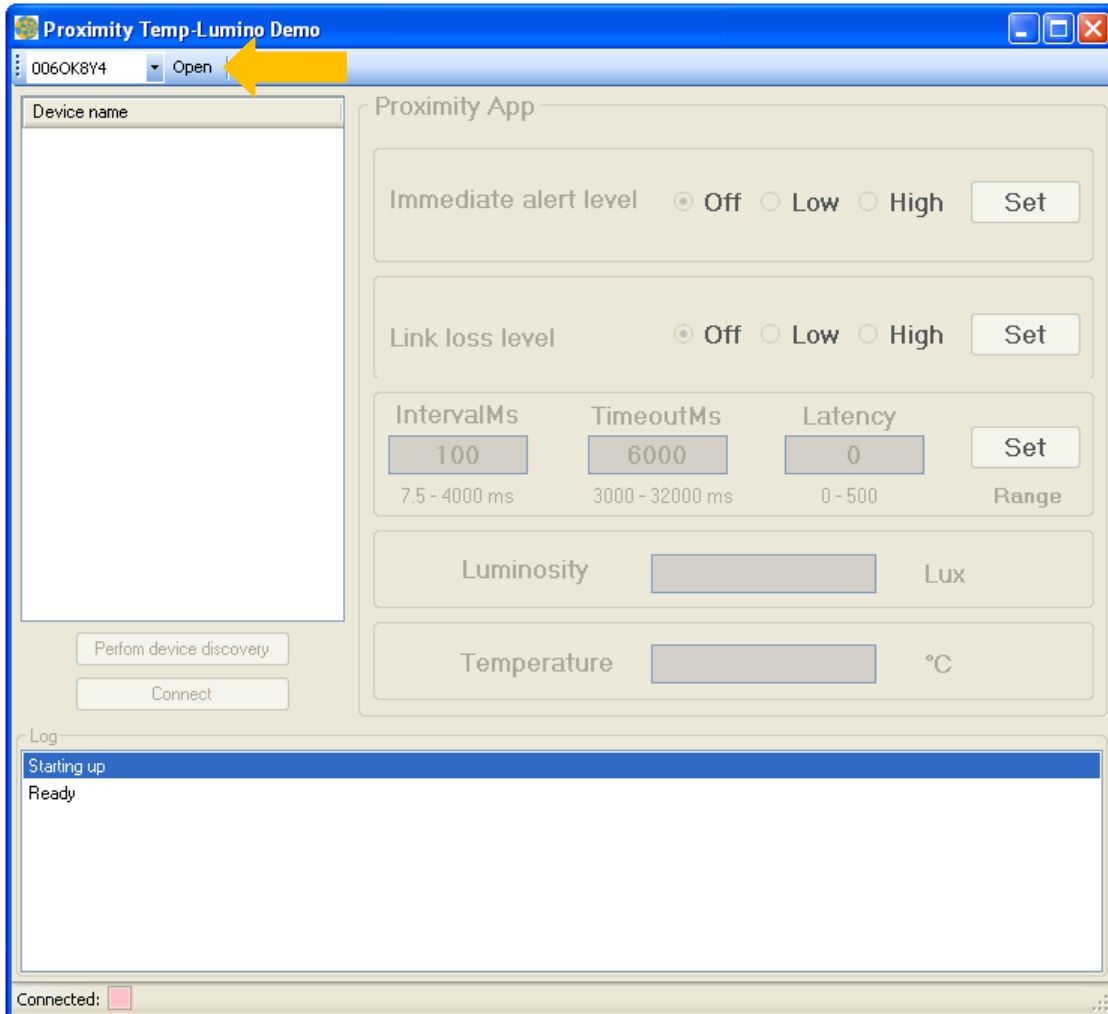 Proximity Temp-Lumino Demo
006OK8Y4 Open
Device name
Proximity App
Immediate alert level Off Low High Set
Link loss level Off Low High Set
IntervalMs TimeoutMs Latency
100 6000 0 Set
7.5 - 4000 ms 3000 - 32000 ms 0 - 500 Range
Luminosity Lux
Temperature °C
Perfom device discovery
Connect
Log
Starting up
Ready
Connected: